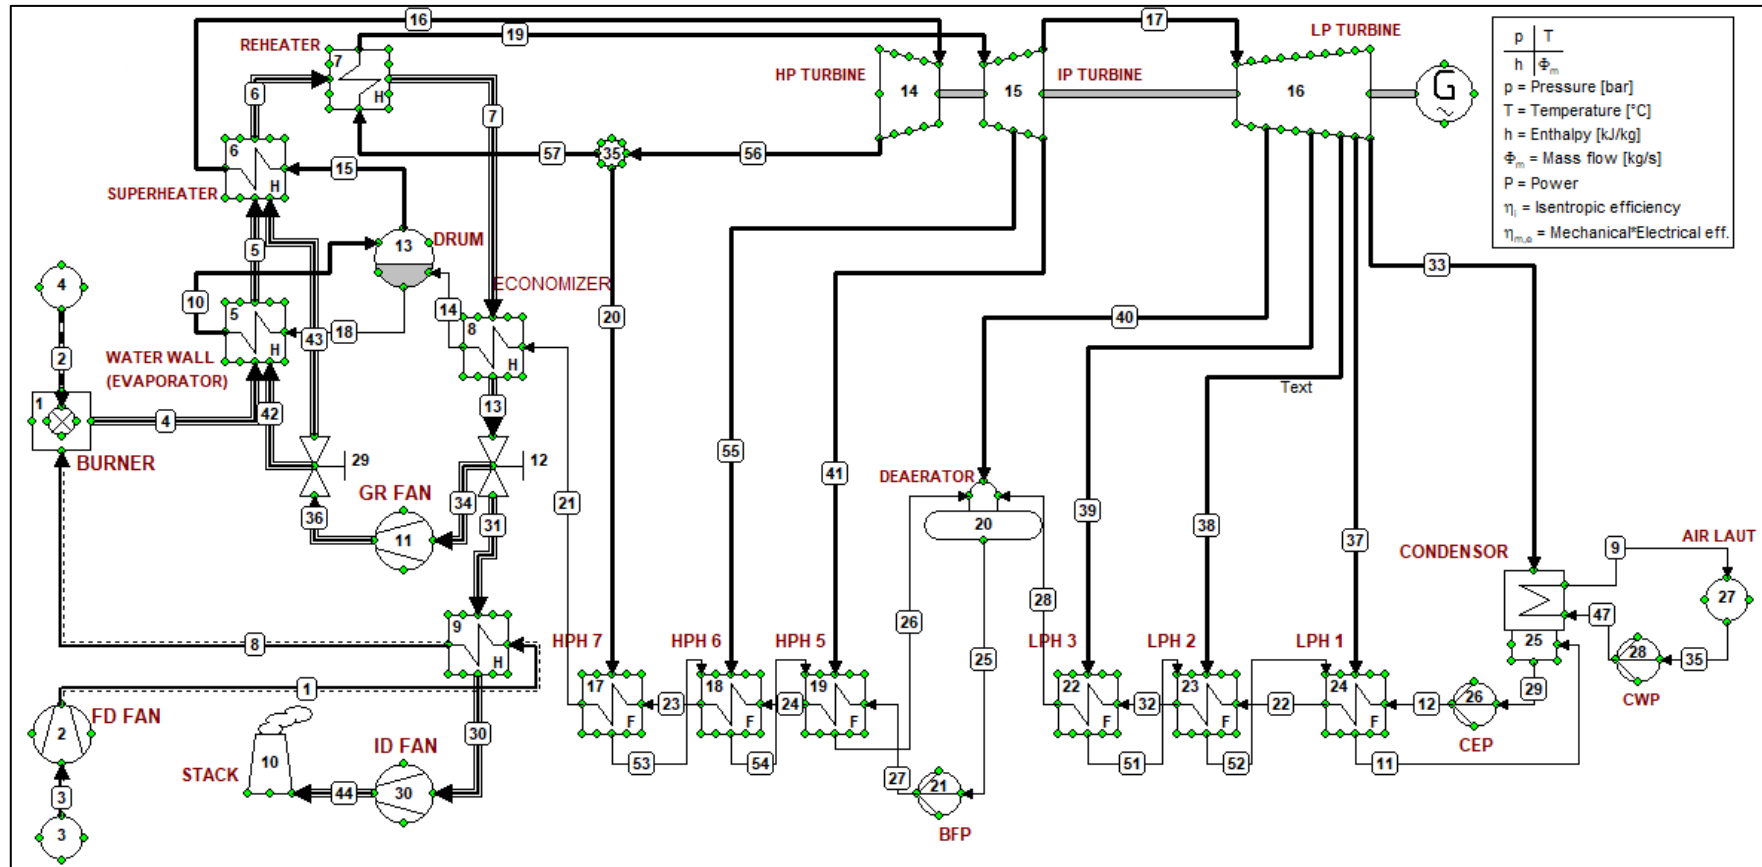 16
17
LP TURBINE
REHEATER
19
7
H
6
7
HP TURBINE
14
15
IP TURBINE
16
G
~
p T
h Φm
p = Pressure [bar]
T = Temperature [°C]
h = Enthalpy [kJ/kg]
Φm = Mass flow [kg/s]
P = Power
ηi = Isentropic efficiency
ηm,e = Mechanical*Electrical eff.
6
H
15
57
35
56
SUPERHEATER
5
13
DRUM
4
10
14
ECONOMIZER
20
40
33
5
H
43
18
8
H
WATER WALL
(EVAPORATOR)
2
Text
1
4
42
13
BURNER
29
12
GR FAN
34
36
11
31
21
55
41
DEAERATOR
20
39
38
37
CONDENSOR
9
AIR LAUT
27
47
25
28
35
CWP
9
H
8
HPH 7
HPH 6
HPH 5
26
25
28
LPH 3
LPH 2
LPH 1
1
17
F
23
18
F
24
19
F
22
F
32
23
F
22
24
F
12
26
29
CEP
FD FAN
2
ID FAN
30
STACK
10
44
30
53
54
27
21
BFP
51
52
11
3
3